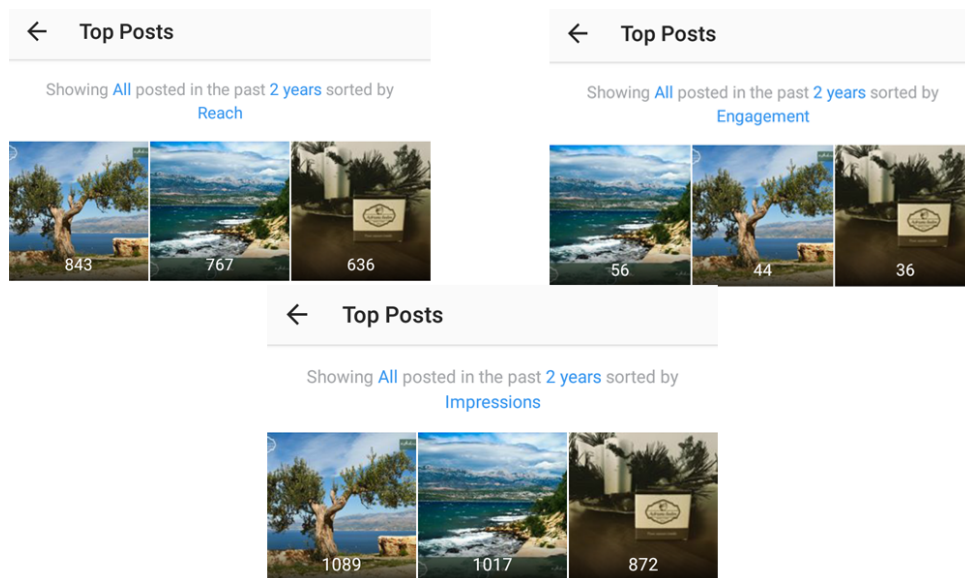 Top Posts
Showing All posted in the past 2 years sorted by
Reach
843 767 636
Top Posts
Showing All posted in the past 2 years sorted by
Engagement
56 44 36
Top Posts
Showing All posted in the past 2 years sorted by
Impressions
1089 1017 872